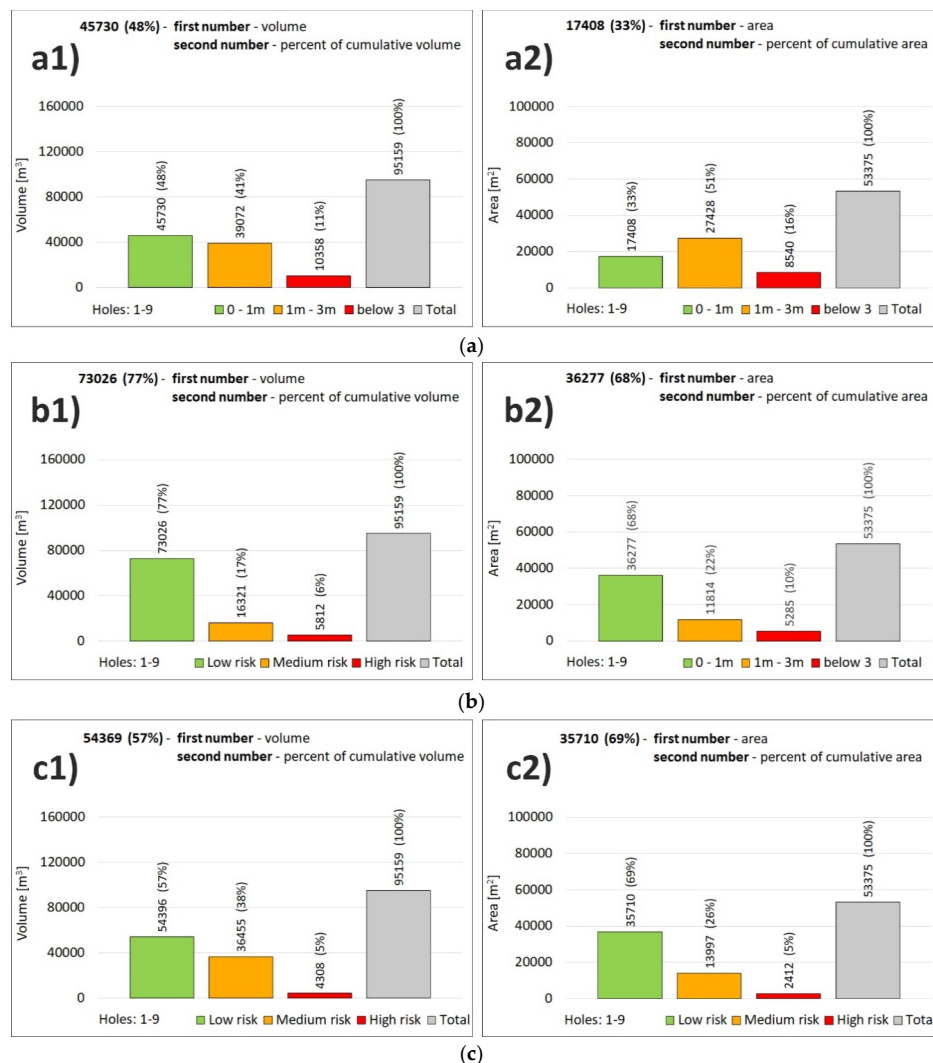 45730 (48%) - first number - volume
second number - percent of cumulative volume
a1)
160000
120000
80000
40000
0
Volume [m³]
45730 (48%)
39072 (41%)
10358 (11%)
95159 (100%)
Holes: 1-9
0 - 1m
1m - 3m
below 3
Total
17408 (33%) - first number - area
second number - percent of cumulative area
a2)
100000
80000
60000
40000
20000
0
Area [m²]
17408 (33%)
27428 (51%)
8540 (16%)
53375 (100%)
Holes: 1-9
0 - 1m
1m - 3m
below 3
Total
(a)
73026 (77%) - first number - volume
second number - percent of cumulative volume
b1)
160000
120000
80000
40000
0
Volume [m³]
73026 (77%)
16321 (17%)
5812 (6%)
95159 (100%)
Holes: 1-9
Low risk
Medium risk
High risk
Total
36277 (68%) - first number - area
second number - percent of cumulative area
b2)
100000
80000
60000
40000
20000
0
Area [m²]
36277 (68%)
11814 (22%)
5285 (10%)
53375 (100%)
Holes: 1-9
0 - 1m
1m - 3m
below 3
Total
(b)
54369 (57%) - first number - volume
second number - percent of cumulative volume
c1)
160000
120000
80000
40000
0
Volume [m³]
54396 (57%)
36455 (38%)
4308 (5%)
95159 (100%)
Holes: 1-9
Low risk
Medium risk
High risk
Total
35710 (69%) - first number - area
second number - percent of cumulative area
c2)
100000
80000
60000
40000
20000
0
Area [m²]
35710 (69%)
13997 (26%)
2412 (5%)
53375 (100%)
Holes: 1-9
Low risk
Medium risk
High risk
Total
(c)